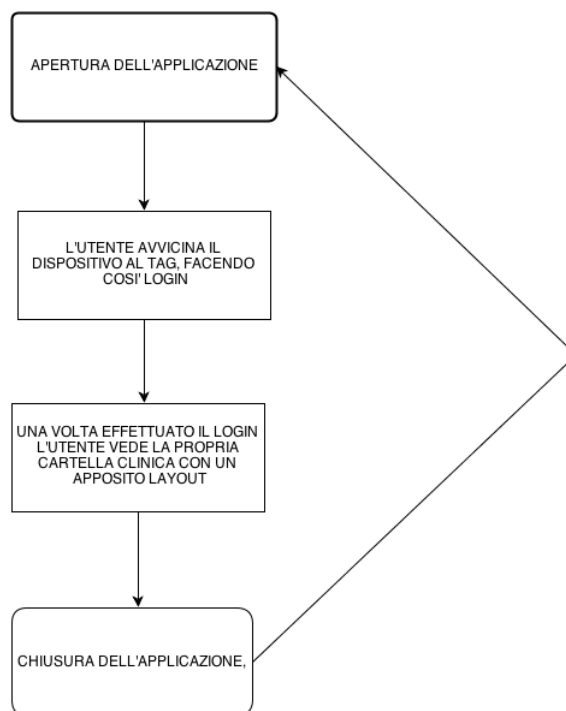 APERTURA DELL'APPLICAZIONE
L'UTENTE AVVICINA IL
DISPOSITIVO AL TAG, FACENDO
COSI' LOGIN
UNA VOLTA EFFETTUATO IL LOGIN
L'UTENTE VEDE LA PROPRIA
CARTELLA CLINICA CON UN
APPOSITO LAYOUT
CHIUSURA DELL'APPLICAZIONE,